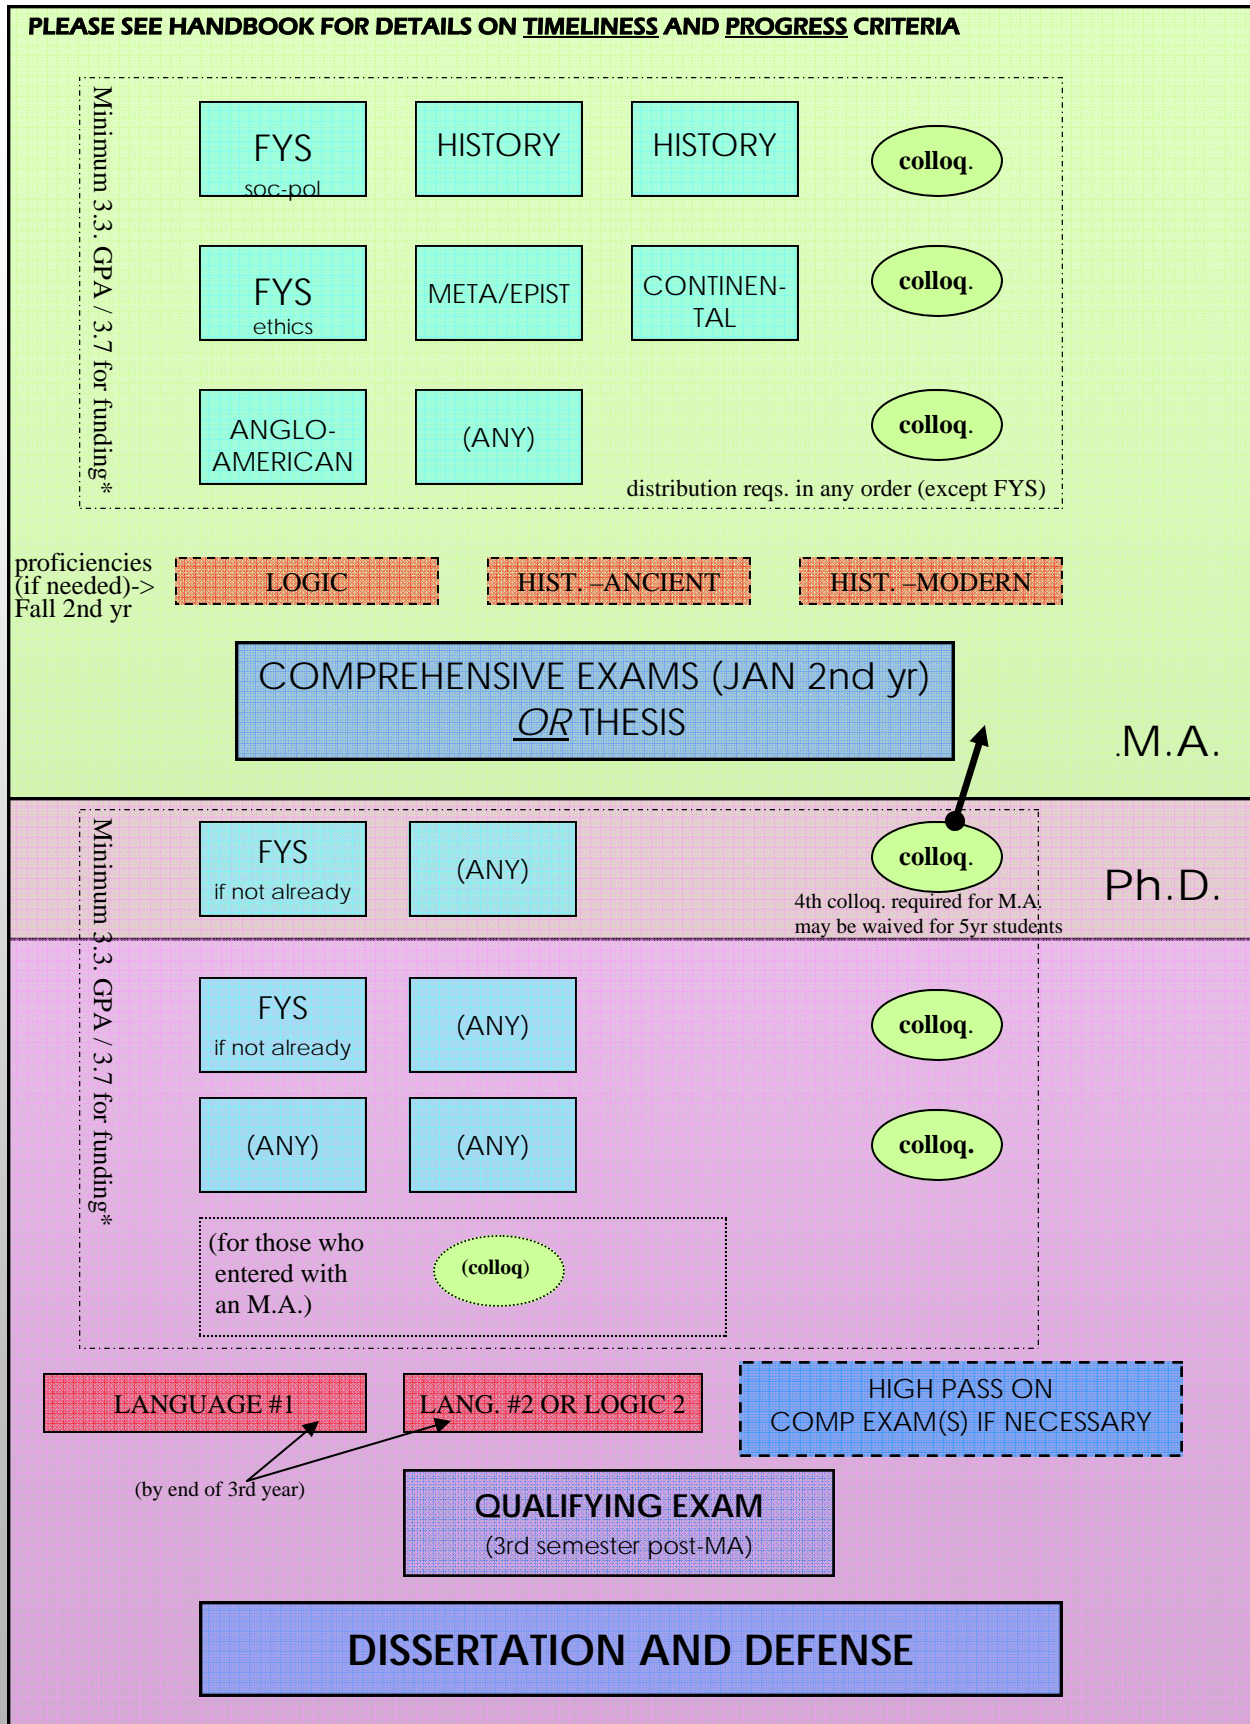 PLEASE SEE HANDBOOK FOR DETAILS ON TIMELINESS AND PROGRESS CRITERIA
Minimum 3.3. GPA / 3.7 for funding*
FYS
soc-pol
HISTORY
HISTORY
colloq.
FYS
ethics
META/EPIST
CONTINEN-
TAL
colloq.
ANGLO-
AMERICAN
(ANY)
colloq.
distribution reqs. in any order (except FYS)
proficiencies
(if needed)->
Fall 2nd yr
LOGIC
HIST. –ANCIENT
HIST. –MODERN
COMPREHENSIVE EXAMS (JAN 2nd yr)
OR THESIS
.M.A.
Minimum 3.3. GPA / 3.7 for funding*
FYS
if not already
(ANY)
colloq.
4th colloq. required for M.A.
may be waived for 5yr students
Ph.D.
FYS
if not already
(ANY)
colloq.
(ANY)
(ANY)
colloq.
(for those who
entered with
an M.A.)
(colloq)
LANGUAGE #1
LANG. #2 OR LOGIC 2
HIGH PASS ON
COMP EXAM(S) IF NECESSARY
(by end of 3rd year)
QUALIFYING EXAM
(3rd semester post-MA)
DISSERTATION AND DEFENSE